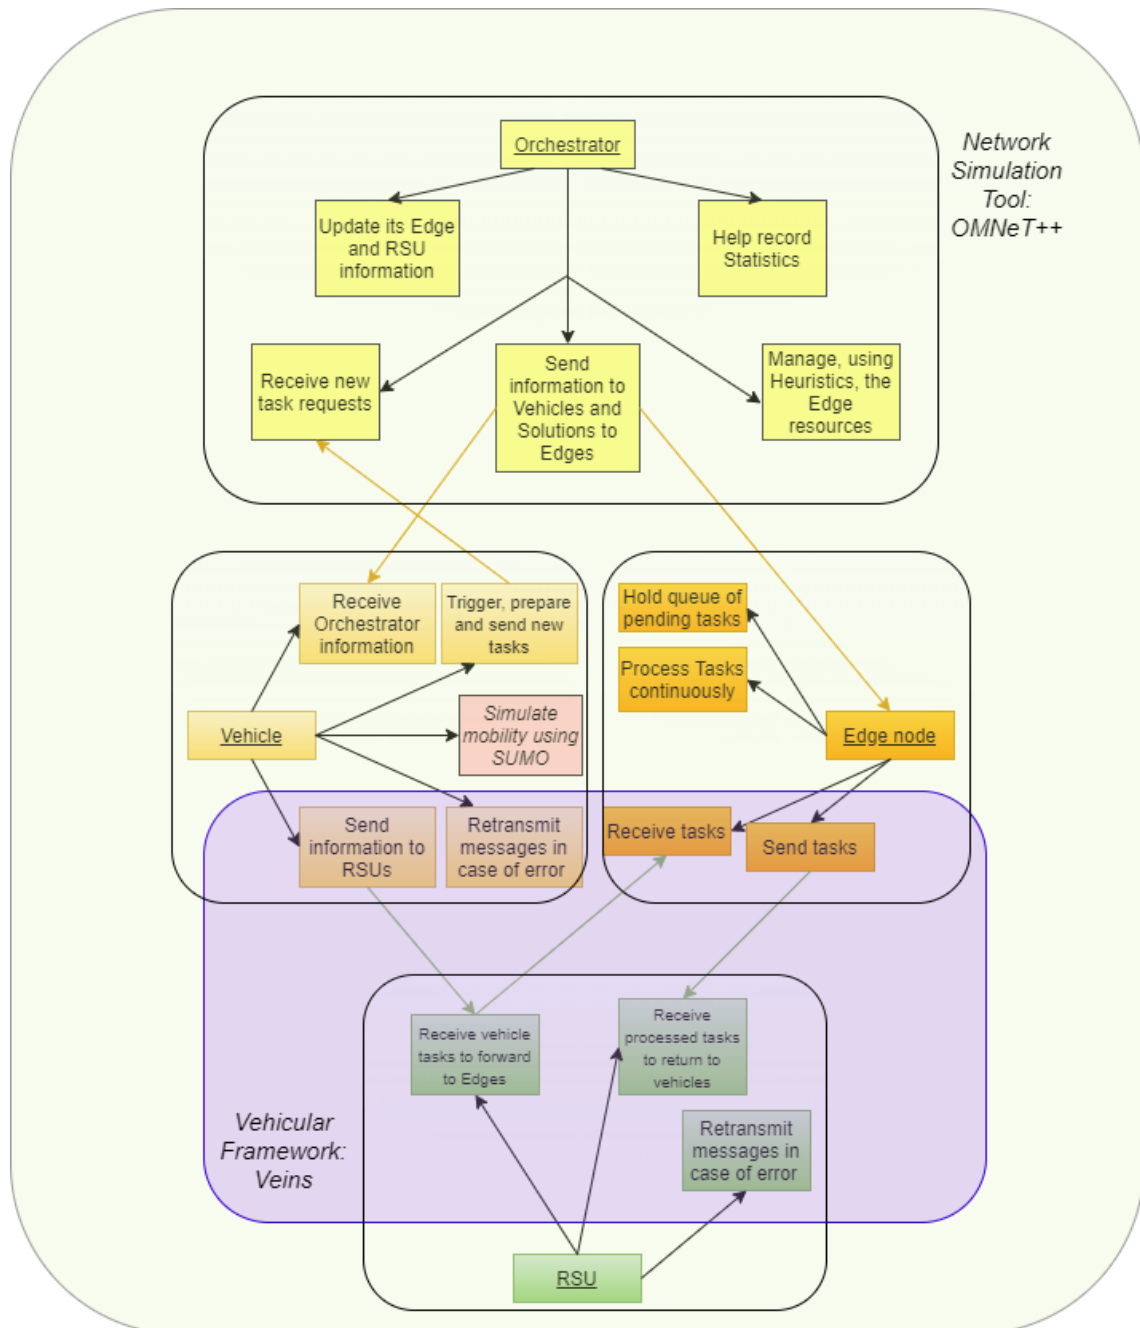 Orchestrator
Network
Simulation
Tool:
OMNeT++
Update its Edge
and RSU
information
Help record
Statistics
Receive new
task requests
Send
information to
Vehicles and
Solutions to
Edges
Manage, using
Heuristics, the
Edge
resources
Receive
Orchestrator
information
Trigger, prepare
and send new
tasks
Hold queue of
pending tasks
Process Tasks
continuously
Vehicle
Simulate
mobility using
SUMO
Edge node
Send
information to
RSUs
Retransmit
messages in
case of error
Receive tasks
Send tasks
Receive vehicle
tasks to forward
to Edges
Receive
processed tasks
to return to
vehicles
Vehicular
Framework:
Veins
Retransmit
messages in
case of error
RSU